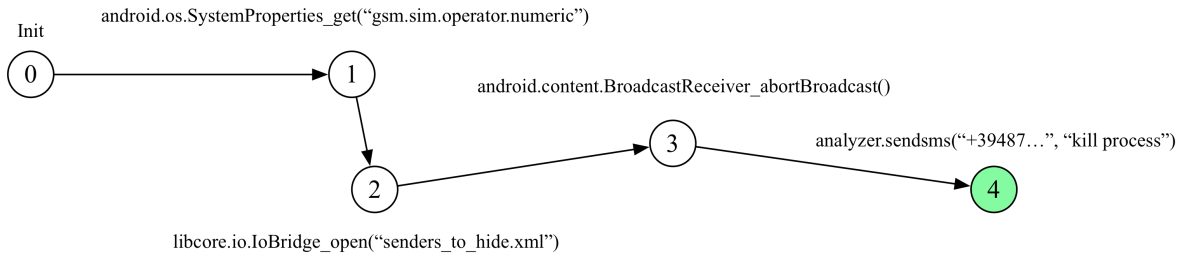 android.os.SystemProperties_get(“gsm.sim.operator.numeric”)
Init
0
1
android.content.BroadcastReceiver_abortBroadcast()
3
analyzer.sendsms(“+39487…”, “kill process”)
2
4
libcore.io.IoBridge_open(“senders_to_hide.xml”)